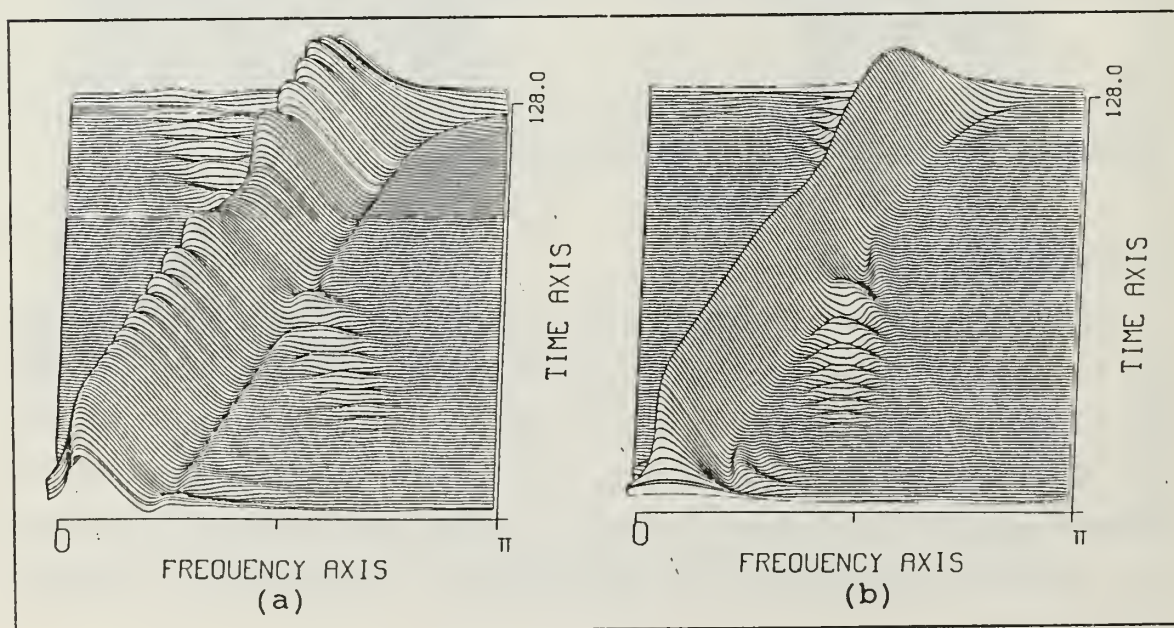 128.0
TIME AXIS
0
π
FREQUENCY AXIS
(a)
128.0
TIME AXIS
0
π
FREQUENCY AXIS
(b)